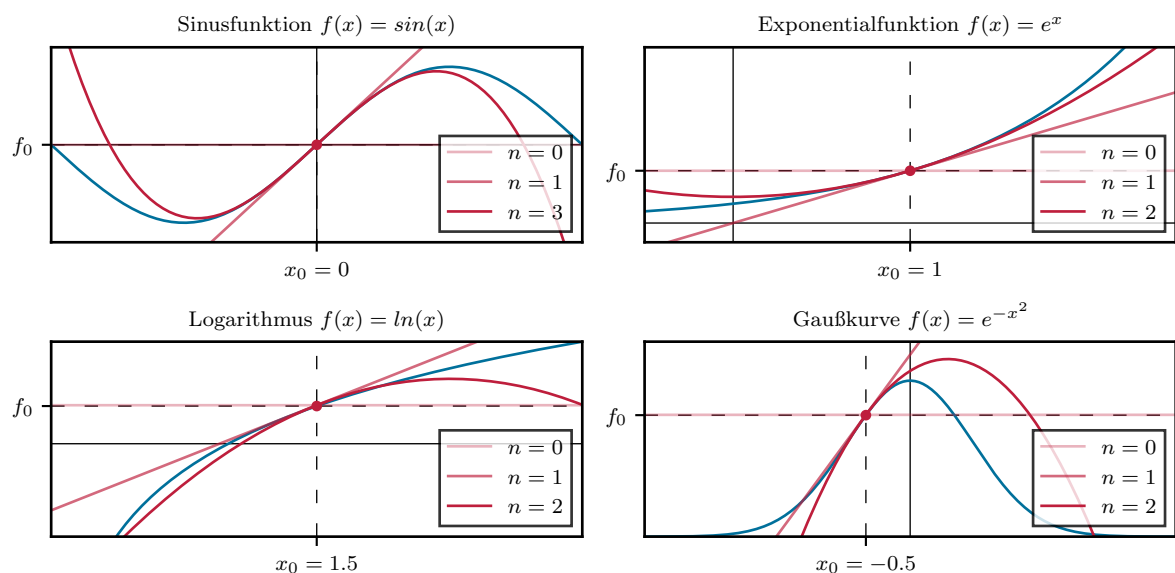 Sinusfunktion f(x) = sin(x)
f₀
n = 0
n = 1
n = 3
x₀ = 0
Exponentialfunktion f(x) = eˣ
f₀
n = 0
n = 1
n = 2
x₀ = 1
Logarithmus f(x) = ln(x)
f₀
n = 0
n = 1
n = 2
x₀ = 1.5
Gaußkurve f(x) = e^{−x²}
f₀
n = 0
n = 1
n = 2
x₀ = −0.5